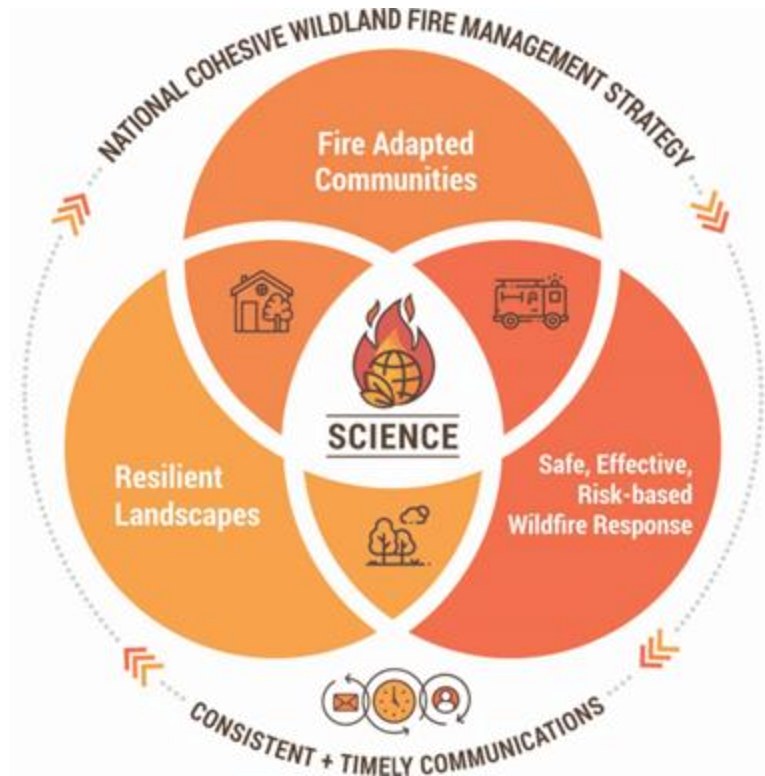 NATIONAL COHESIVE WILDLAND FIRE MANAGEMENT STRATEGY
Fire Adapted
Communities
SCIENCE
Resilient
Landscapes
Safe, Effective,
Risk-based
Wildfire Response
CONSISTENT + TIMELY COMMUNICATIONS